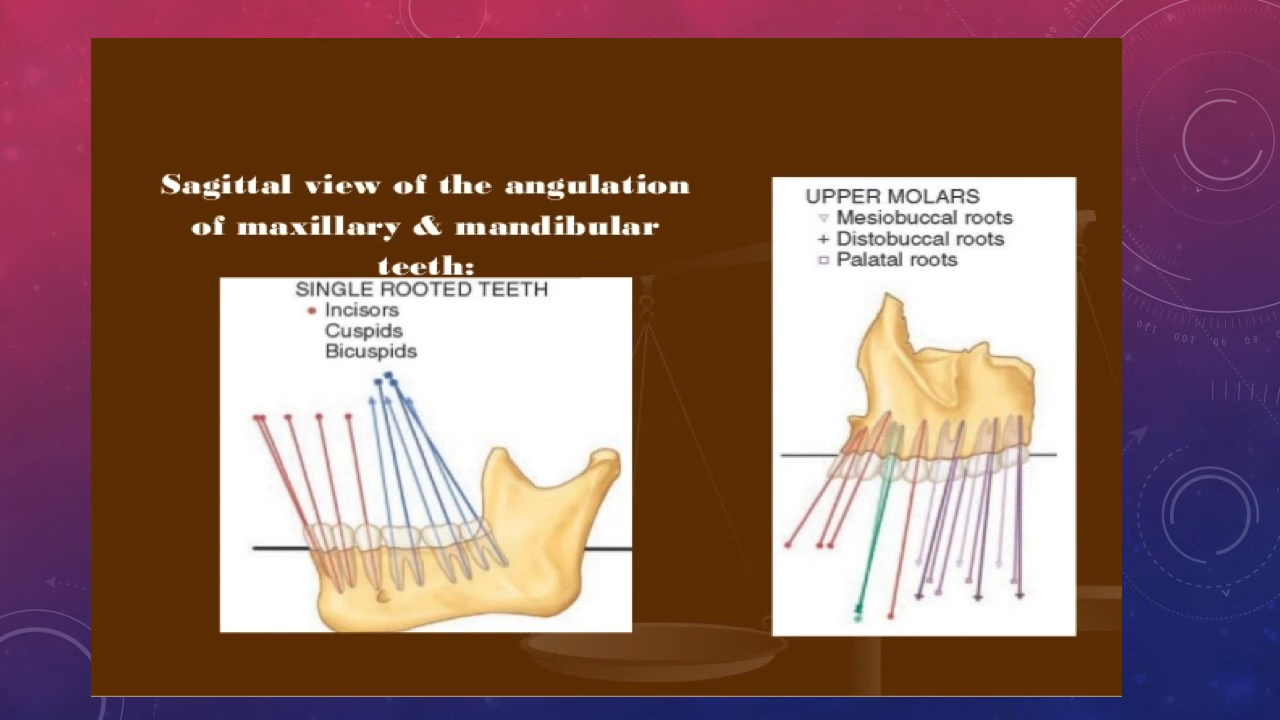 Sagittal view of the angulation
of maxillary & mandibular
teeth:
SINGLE ROOTED TEETH
Incisors
Cuspids
Bicuspids
UPPER MOLARS
Mesiobuccal roots
Distobuccal roots
Palatal roots